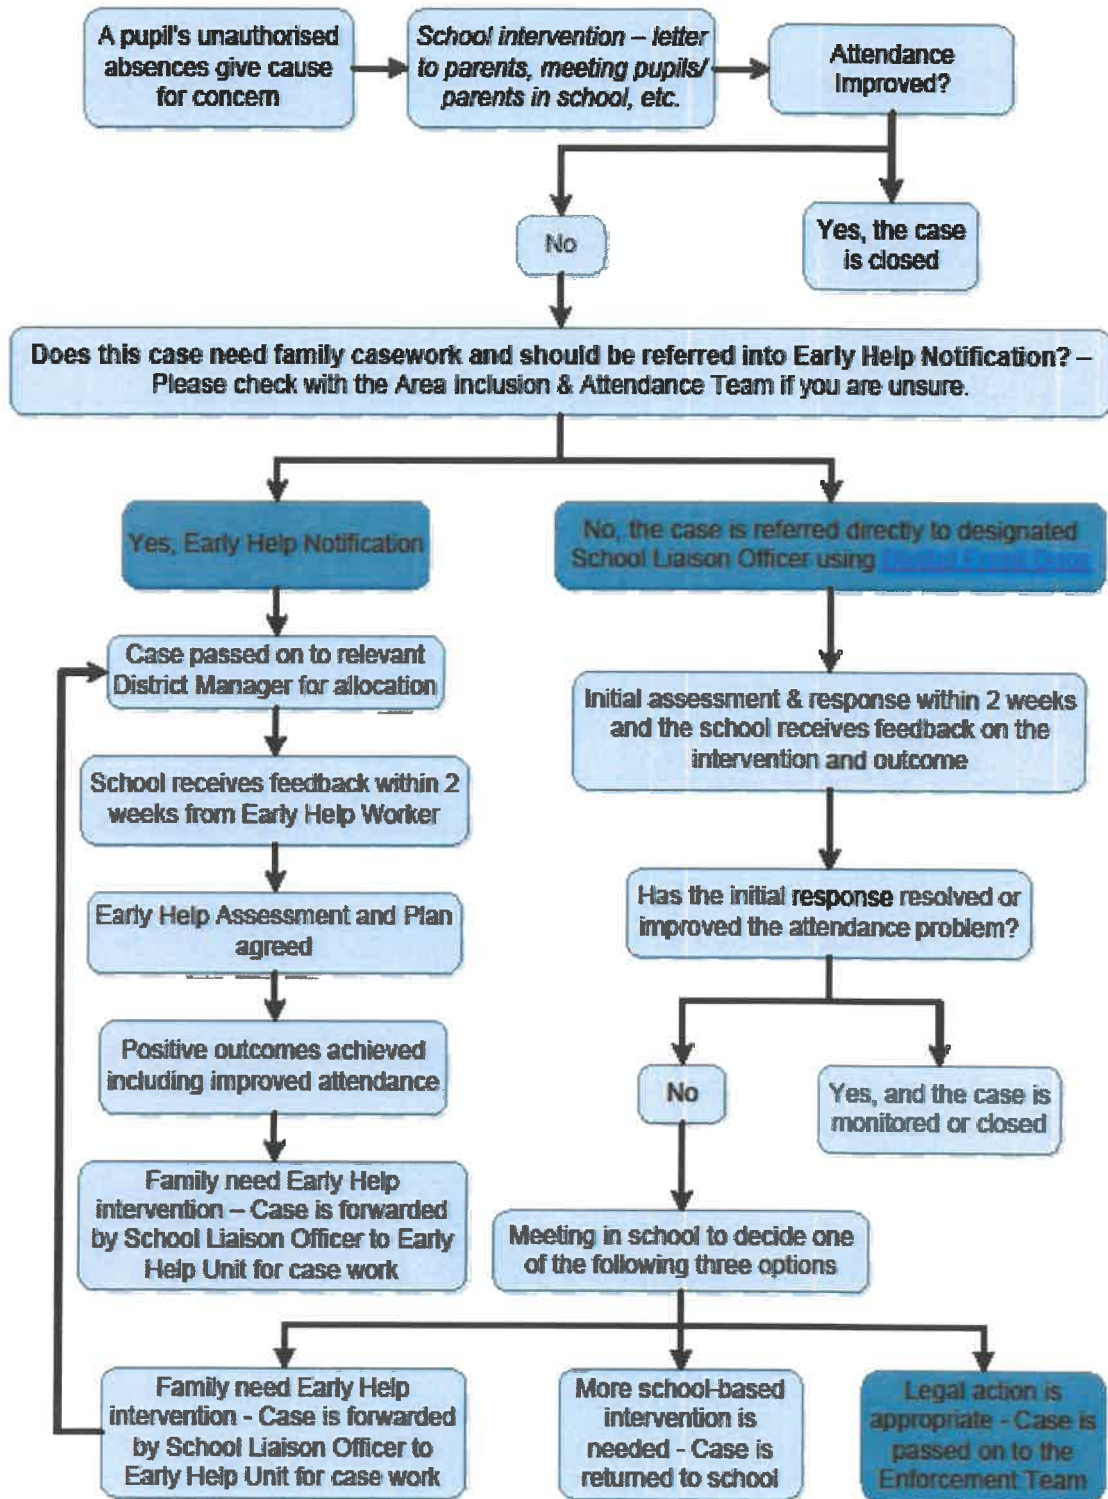 A pupil's unauthorised
absences give cause
for concern
School intervention – letter
to parents, meeting pupils/
parents in school, etc.
Attendance
Improved?
No
Yes, the case
is closed
Does this case need family casework and should be referred into Early Help Notification? –
Please check with the Area Inclusion & Attendance Team if you are unsure.
Yes, Early Help Notification
No, the case is referred directly to designated
School Liaison Officer using
Case passed on to relevant
District Manager for allocation
Initial assessment & response within 2 weeks
and the school receives feedback on the
intervention and outcome
School receives feedback within 2
weeks from Early Help Worker
Has the initial response resolved or
improved the attendance problem?
Early Help Assessment and Plan
agreed
Positive outcomes achieved
including improved attendance
No
Yes, and the case is
monitored or closed
Family need Early Help
intervention – Case is forwarded
by School Liaison Officer to Early
Help Unit for case work
Meeting in school to decide one
of the following three options
Family need Early Help
intervention - Case is forwarded
by School Liaison Officer to
Early Help Unit for case work
More school-based
intervention is
needed - Case is
returned to school
Legal action is
appropriate - Case is
passed on to the
Enforcement Team